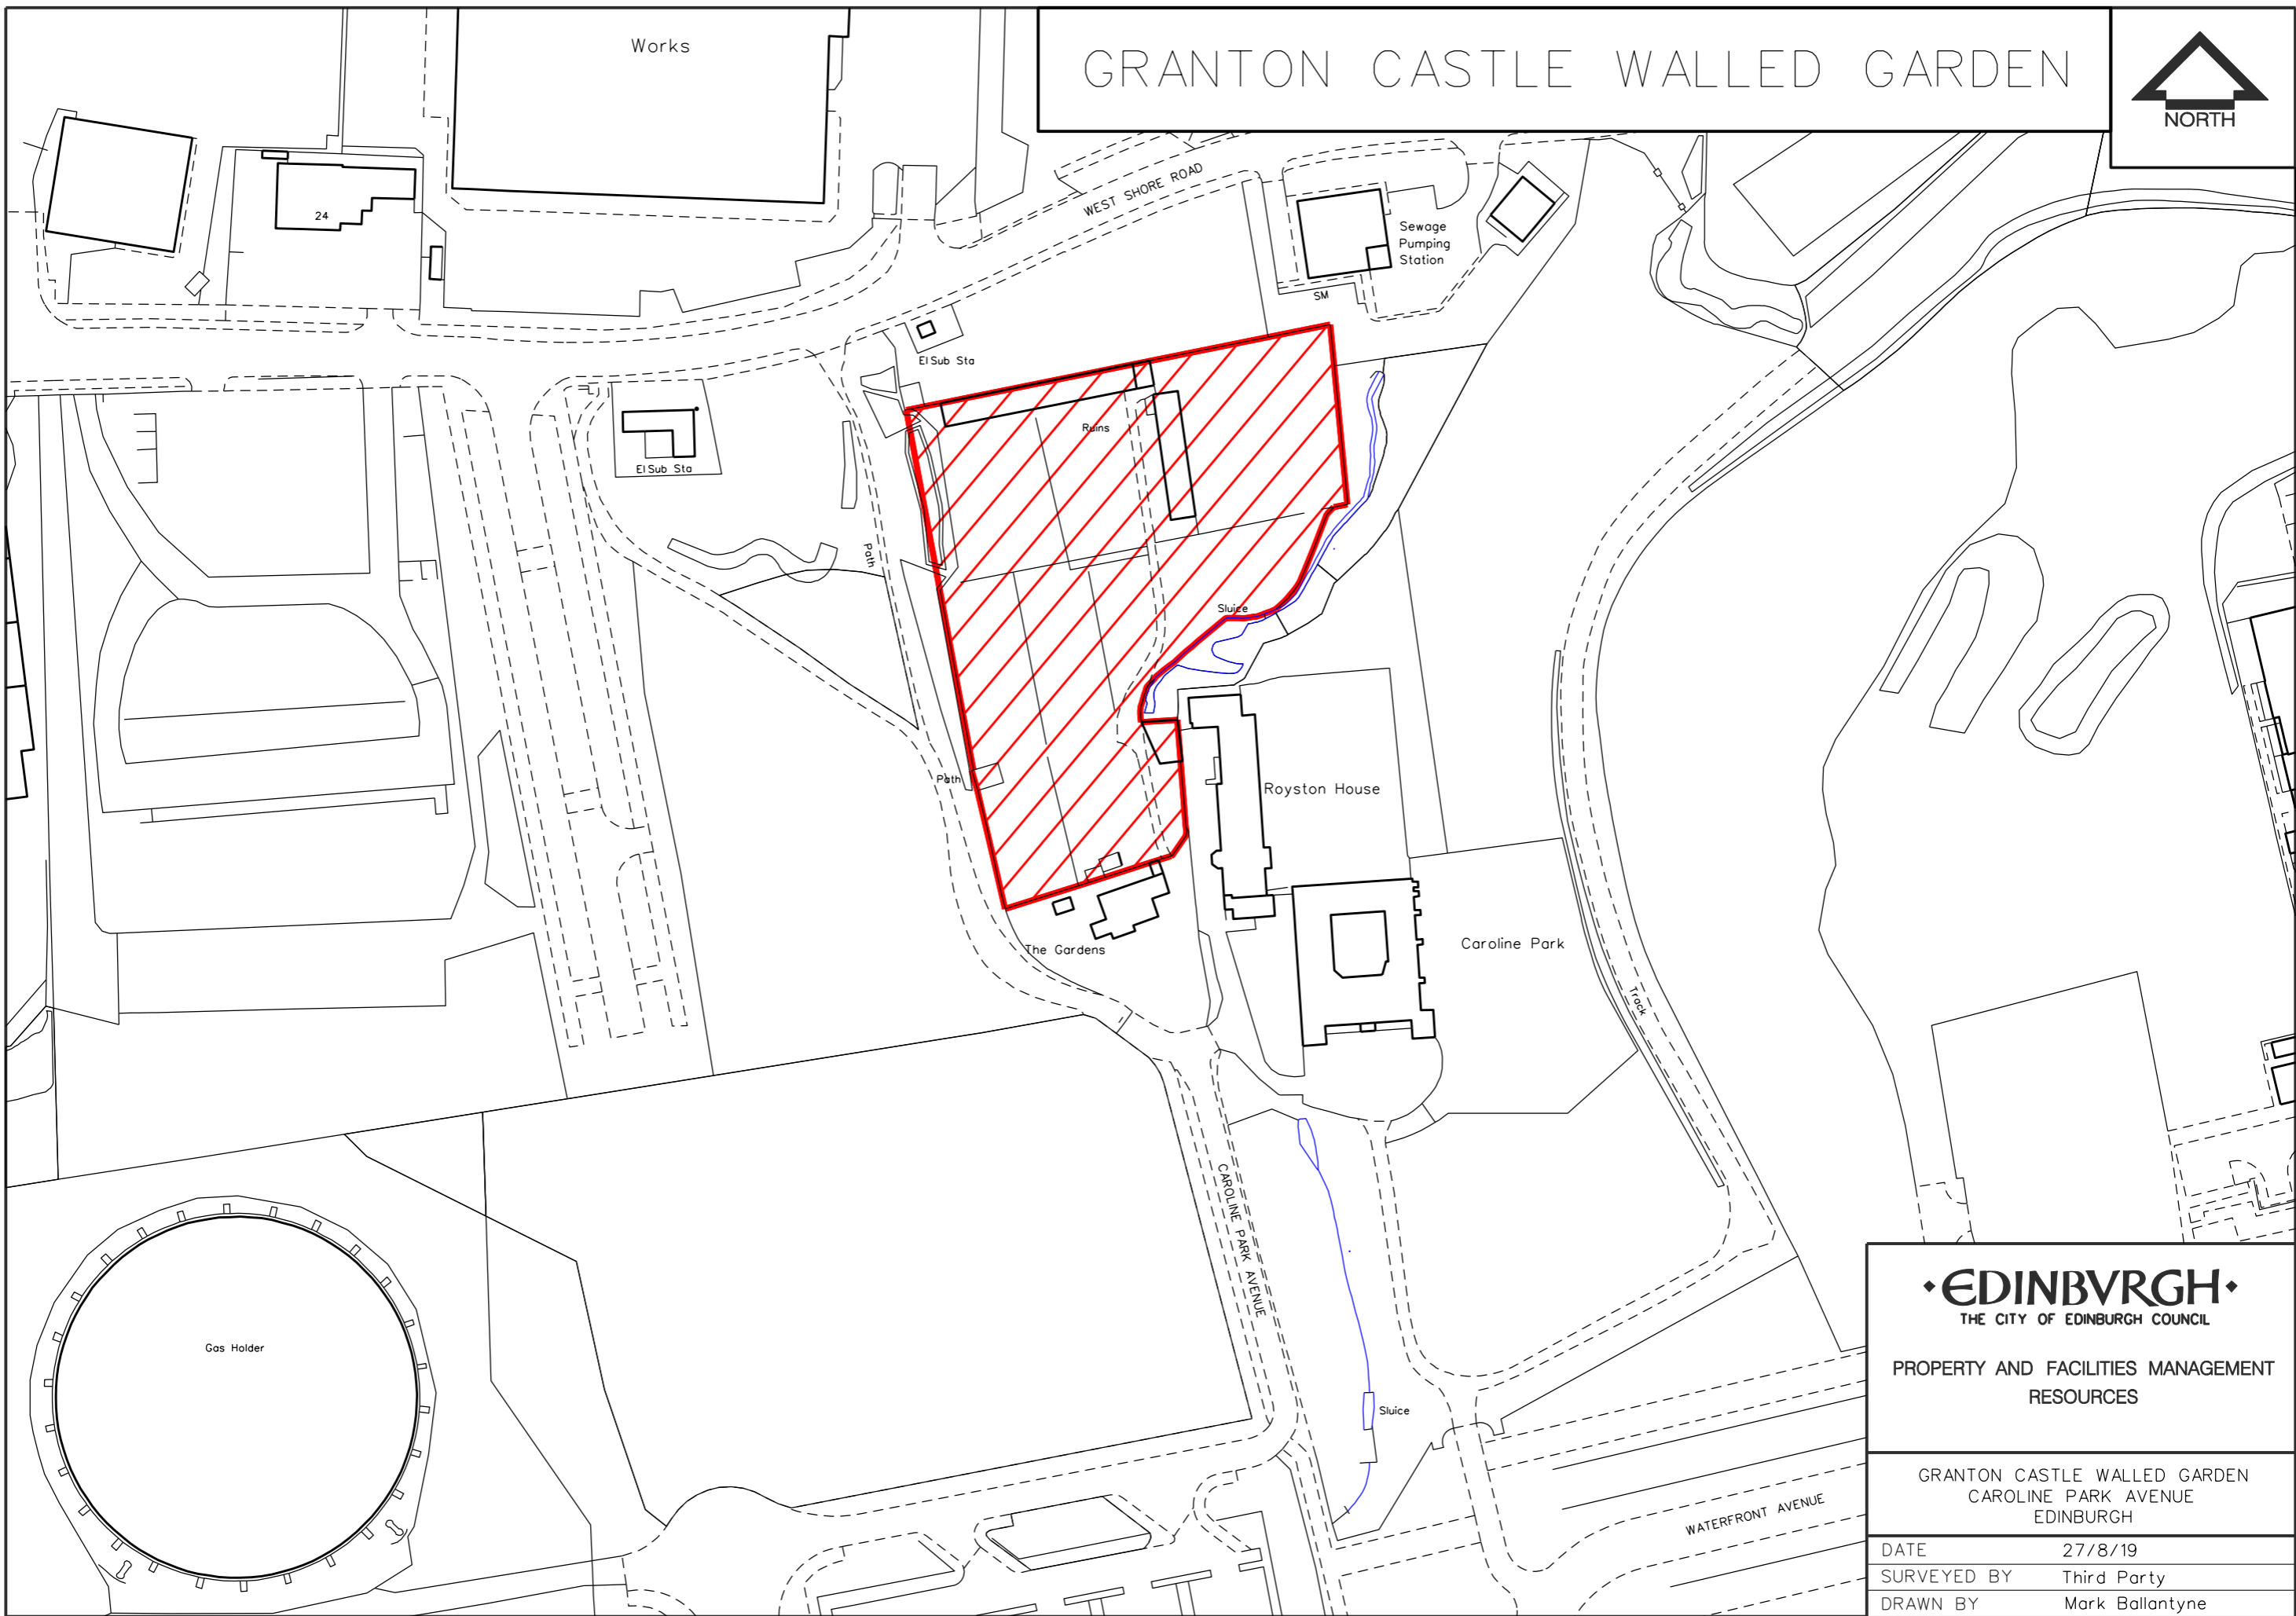 GRANTON CASTLE WALLED GARDEN
NORTH
Works
24
WEST SHORE ROAD
Sewage
Pumping
Station
SM
El Sub Sta
El Sub Sta
Ruins
Path
Sluice
Path
Royston House
The Gardens
Caroline Park
Track
CAROLINE PARK AVENUE
Gas Holder
Sluice
WATERFRONT AVENUE
•EDINBVRGH•
THE CITY OF EDINBURGH COUNCIL
PROPERTY AND FACILITIES MANAGEMENT
RESOURCES
GRANTON CASTLE WALLED GARDEN
CAROLINE PARK AVENUE
EDINBURGH
DATE 27/8/19
SURVEYED BY Third Party
DRAWN BY Mark Ballantyne